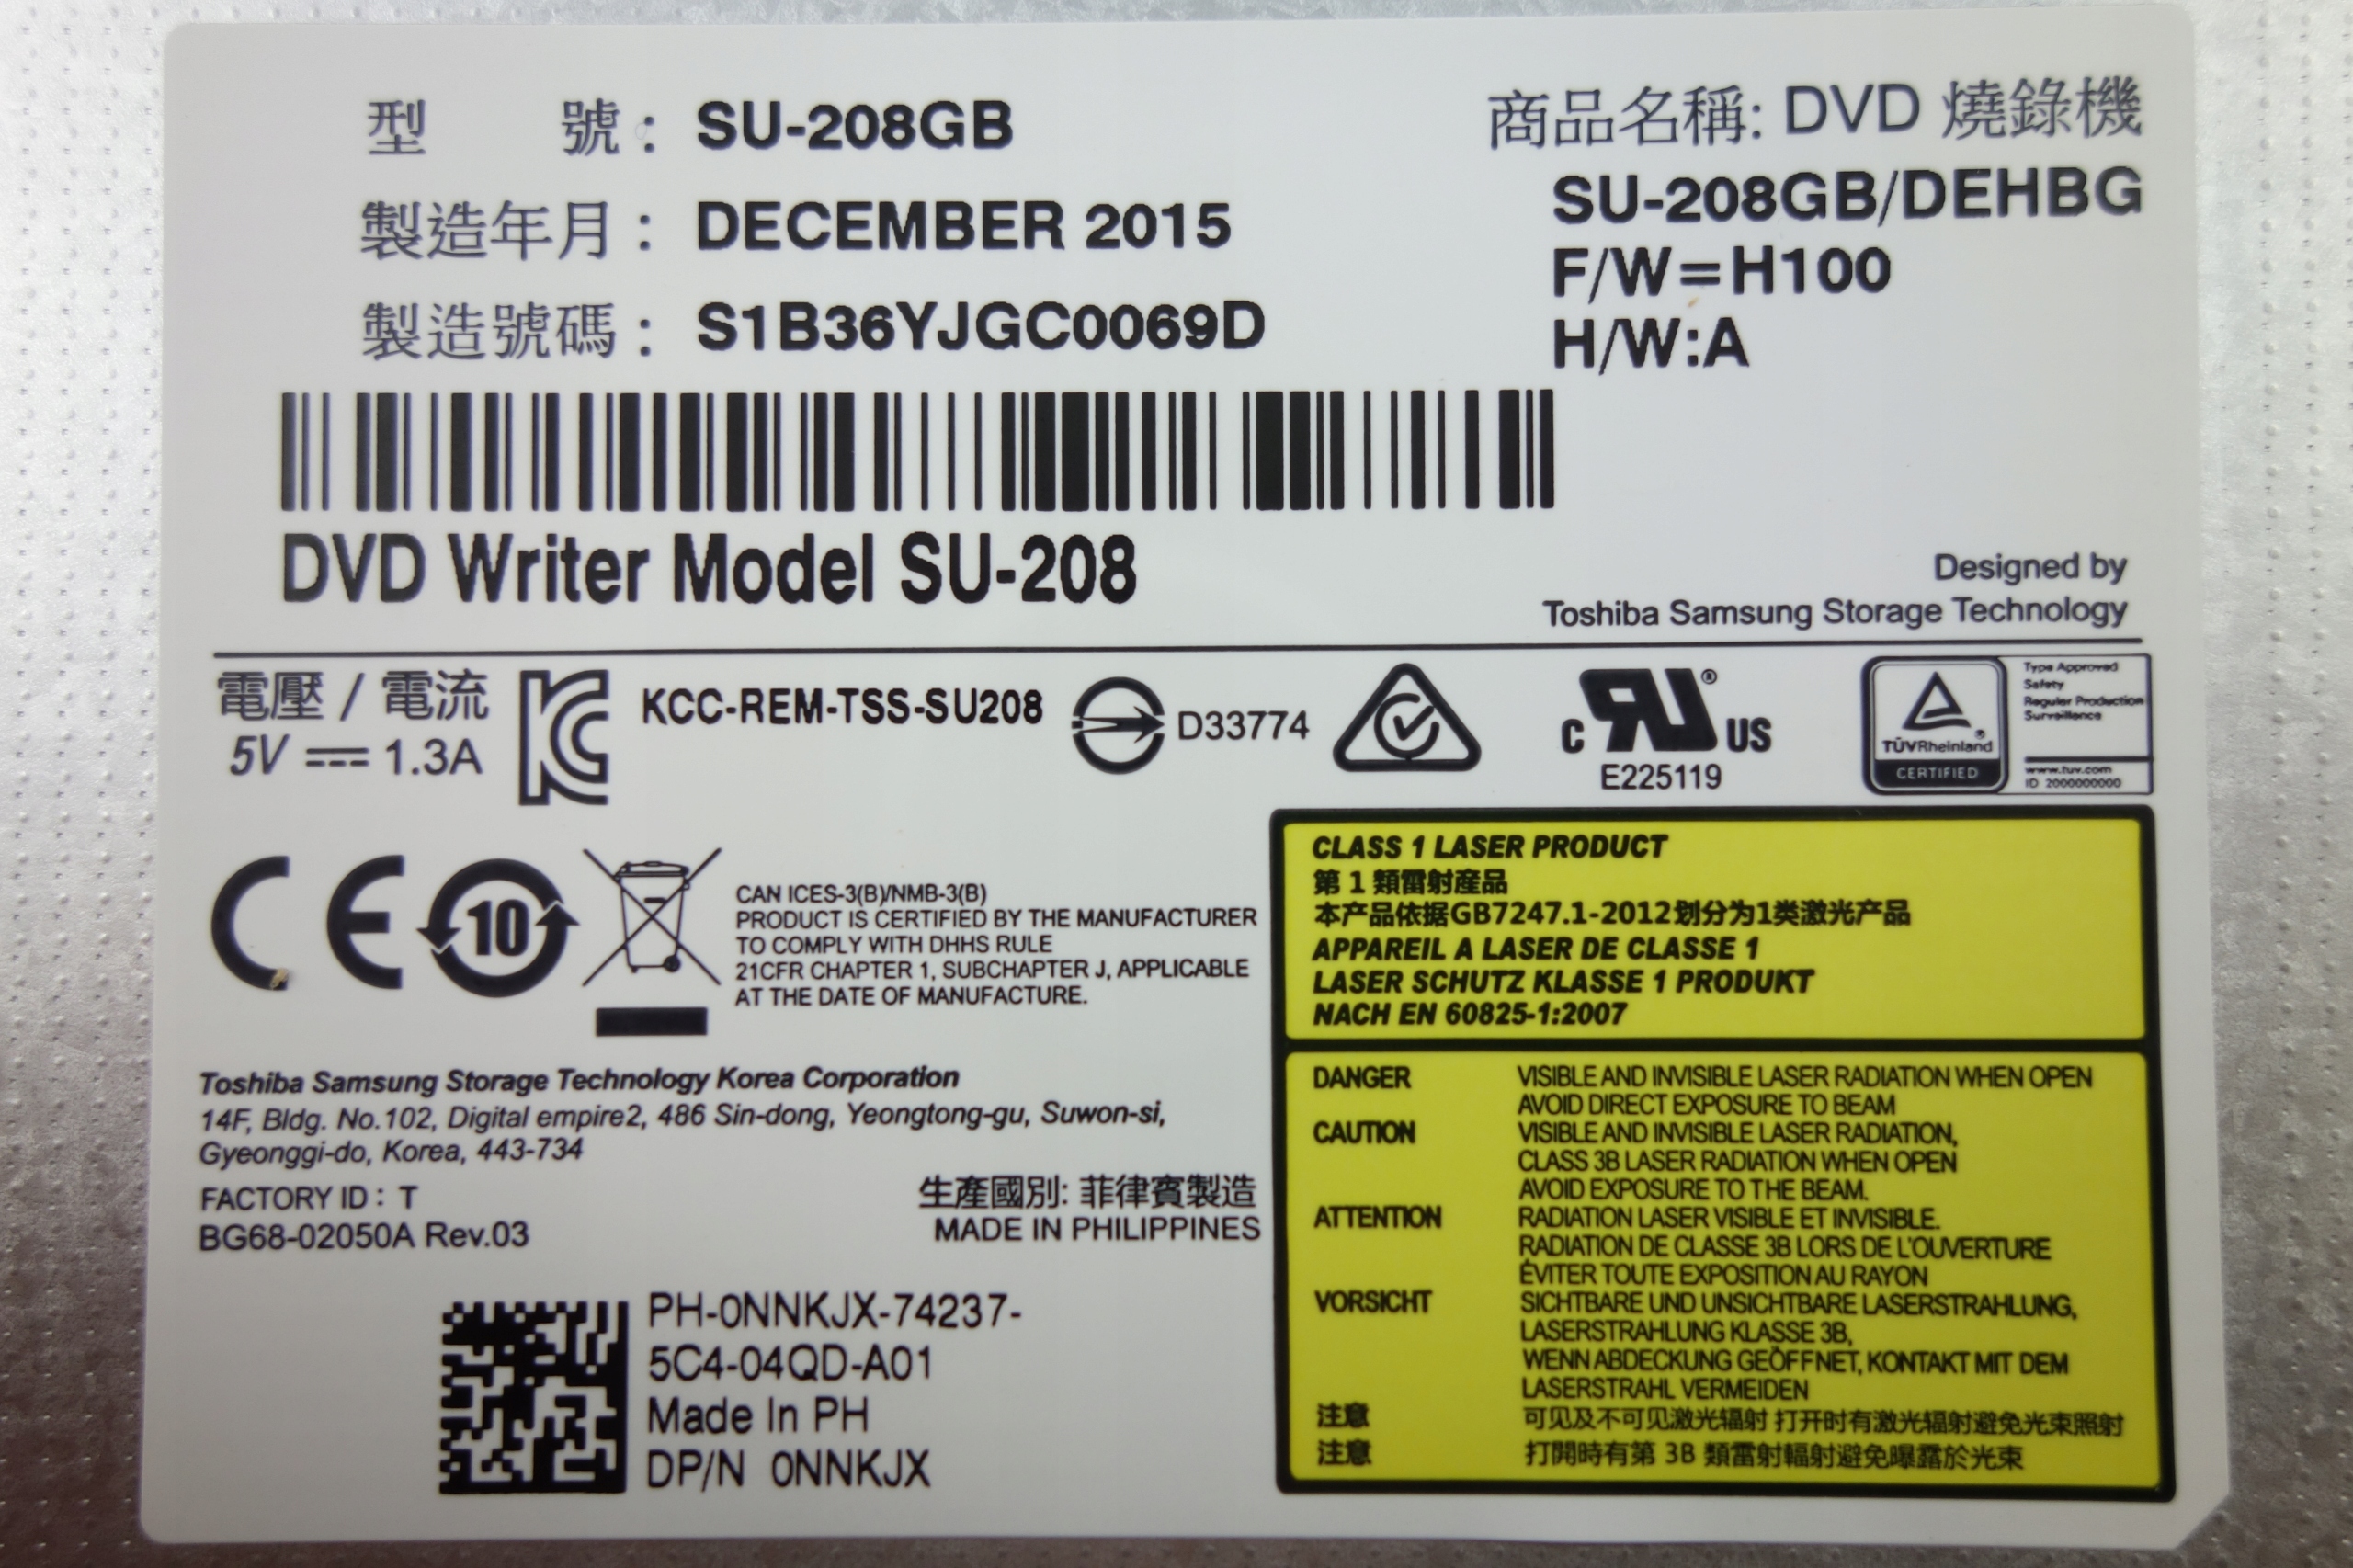 型 號 : SU-208GB
製造年月 : DECEMBER 2015
製造號碼 : S1B36YJGC0069D
商品名稱: DVD 燒錄機
SU-208GB/DEHBG
F/W=H100
H/W:A
DVD Writer Model SU-208
Designed by
Toshiba Samsung Storage Technology
電壓 / 電流
5V 1.3A
KCC-REM-TSS-SU208
D33774
c RU ® US
E225119
TÜVRheinland ®
CERTIFIED
Type Approved
Safety
Regular Production
Surveillance
www.tuv.com
ID 2000000000
CE
10
CAN ICES-3(B)/NMB-3(B)
PRODUCT IS CERTIFIED BY THE MANUFACTURER
TO COMPLY WITH DHHS RULE
21CFR CHAPTER 1, SUBCHAPTER J, APPLICABLE
AT THE DATE OF MANUFACTURE.
Toshiba Samsung Storage Technology Korea Corporation
14F, Bldg. No.102, Digital empire2, 486 Sin-dong, Yeongtong-gu, Suwon-si,
Gyeonggi-do, Korea, 443-734
FACTORY ID : T
BG68-02050A Rev.03
生產國別: 菲律賓製造
MADE IN PHILIPPINES
PH-0NNKJX-74237-
5C4-04QD-A01
Made In PH
DP/N 0NNKJX
CLASS 1 LASER PRODUCT
第 1 類雷射產品
本产品依据GB7247.1-2012划分为1类激光产品
APPAREIL A LASER DE CLASSE 1
LASER SCHUTZ KLASSE 1 PRODUKT
NACH EN 60825-1:2007
DANGER VISIBLE AND INVISIBLE LASER RADIATION WHEN OPEN
AVOID DIRECT EXPOSURE TO BEAM
CAUTION VISIBLE AND INVISIBLE LASER RADIATION,
CLASS 3B LASER RADIATION WHEN OPEN
AVOID EXPOSURE TO THE BEAM.
ATTENTION RADIATION LASER VISIBLE ET INVISIBLE.
RADIATION DE CLASSE 3B LORS DE L'OUVERTURE
ÉVITER TOUTE EXPOSITION AU RAYON
VORSICHT SICHTBARE UND UNSICHTBARE LASERSTRAHLUNG,
LASERSTRAHLUNG KLASSE 3B,
WENN ABDECKUNG GEÖFFNET, KONTAKT MIT DEM
LASERSTRAHL VERMEIDEN
注意 可见及不可见激光辐射 打开时有激光辐射避免光束照射
注意 打開時有第 3B 類雷射輻射避免曝露於光束